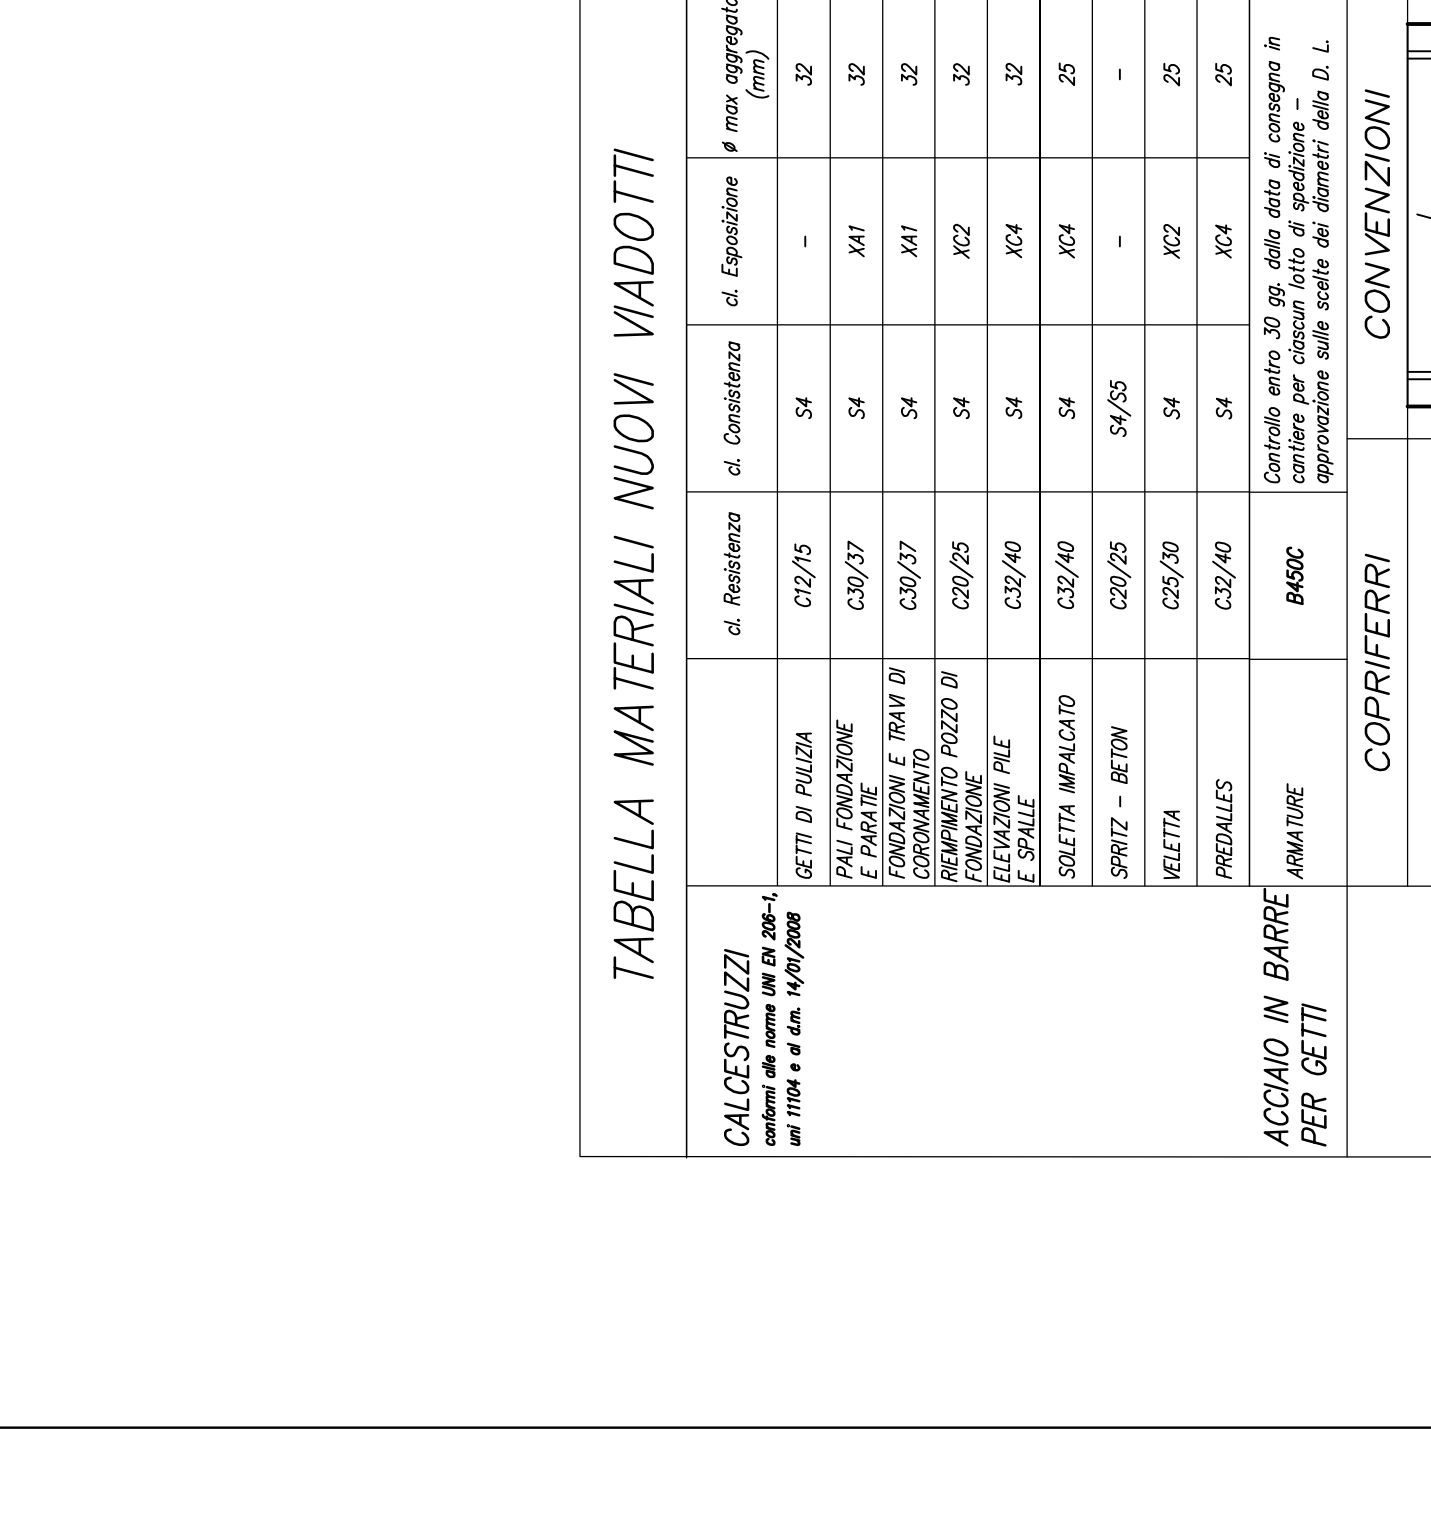 TABELLA MATERIALI NUOVI VIADOTTI
CALCESTRUZZI
conformi alle norme UNI EN 206-1,
uni 11104 e al d.m. 14/01/2008
cl. Resistenza cl. Consistenza cl. Esposizione ø max aggregato
(mm)
GETTI DI PULIZIA C12/15 S4 - 32
PALI FONDAZIONE
E PARATIE C30/37 S4 XA1 32
FONDAZIONI E TRAVI DI
CORONAMENTO C30/37 S4 XA1 32
RIEMPIMENTO POZZO DI
FONDAZIONE C20/25 S4 XC2 32
ELEVAZIONI PILE
E SPALLE C32/40 S4 XC4 32
SOLETTA IMPALCATO C32/40 S4 XC4 25
SPRITZ - BETON C20/25 S4/S5 - -
VELETTA C25/30 S4 XC2 25
PREDALLES C32/40 S4 XC4 25
ACCIAIO IN BARRE
PER GETTI
ARMATURE B450C
Controllo entro 30 gg. dalla data di consegna in
cantiere per ciascun lotto di spedizione -
approvazione sulle scelte dei diametri della D. L.
COPRIFERRI CONVENZIONI